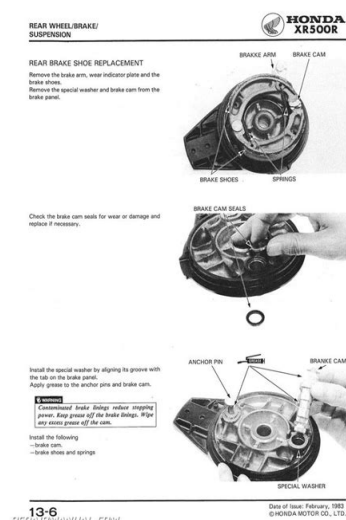 REAR WHEEL/BRAKE/
SUSPENSION
HONDA
XR500R
REAR BRAKE SHOE REPLACEMENT
Remove the brake arm, wear indicator plate and the
brake shoes.
Remove the special washer and brake cam from the
brake panel.
BRAKKE ARM
BRAKE CAM
BRAKE SHOES
SPRINGS
Check the brake cam seals for wear or damage and
replace if necessary.
BRAKE CAM SEALS
Install the special washer by aligning its groove with
the tab on the brake panel.
Apply grease to the anchor pins and brake cam.
WARNING
Contaminated brake linings reduce stopping
power. Keep grease off the brake linings. Wipe
any excess grease off the cam.
Install the following
—brake cam.
—brake shoes and springs
ANCHOR PIN
GREASE
BRANKE CAM
SPECIAL WASHER
13-6
Date of Issue: February, 1983
© HONDA MOTOR CO., LTD.